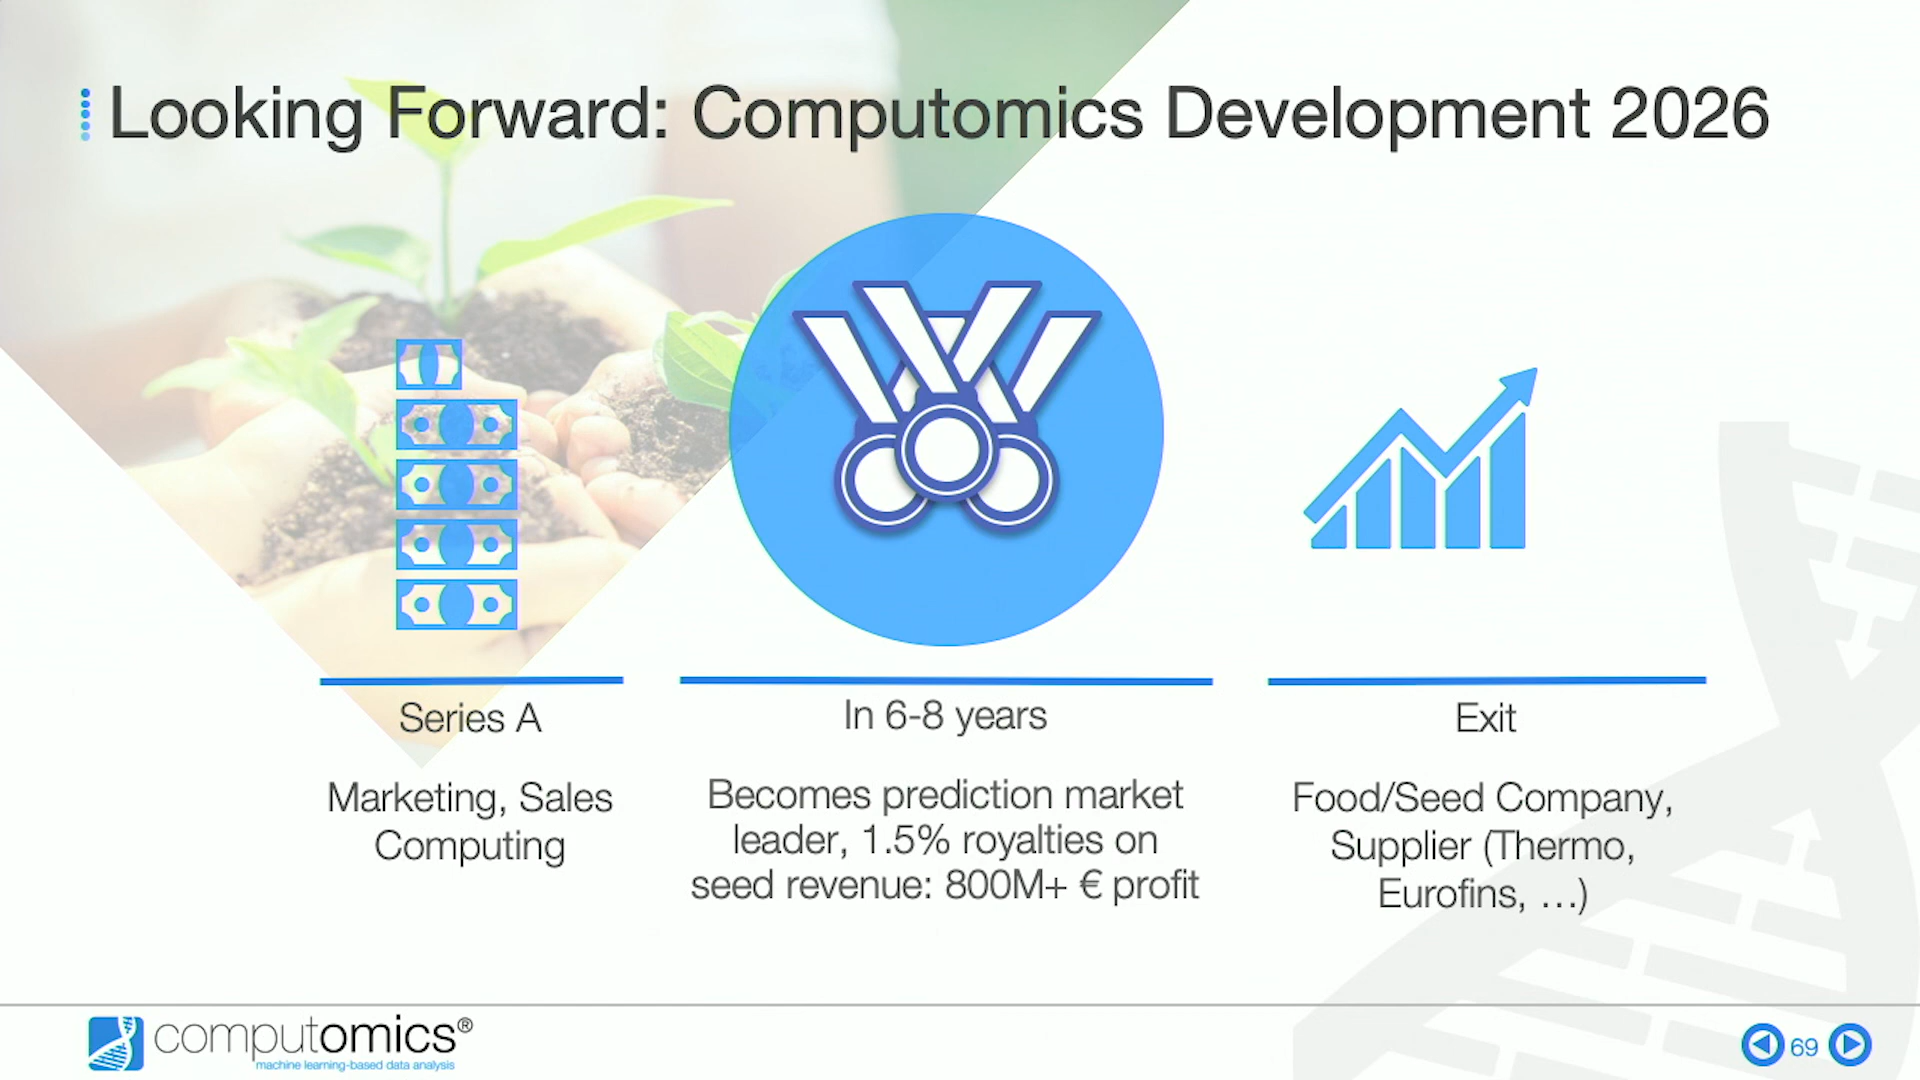 Looking Forward: Computomics Development 2026
Series A
Marketing, Sales
Computing
In 6-8 years
Becomes prediction market
leader, 1.5% royalties on
seed revenue: 800M+ € profit
Exit
Food/Seed Company,
Supplier (Thermo,
Eurofins, …)
computomics®
machine learning-based data analysis
69